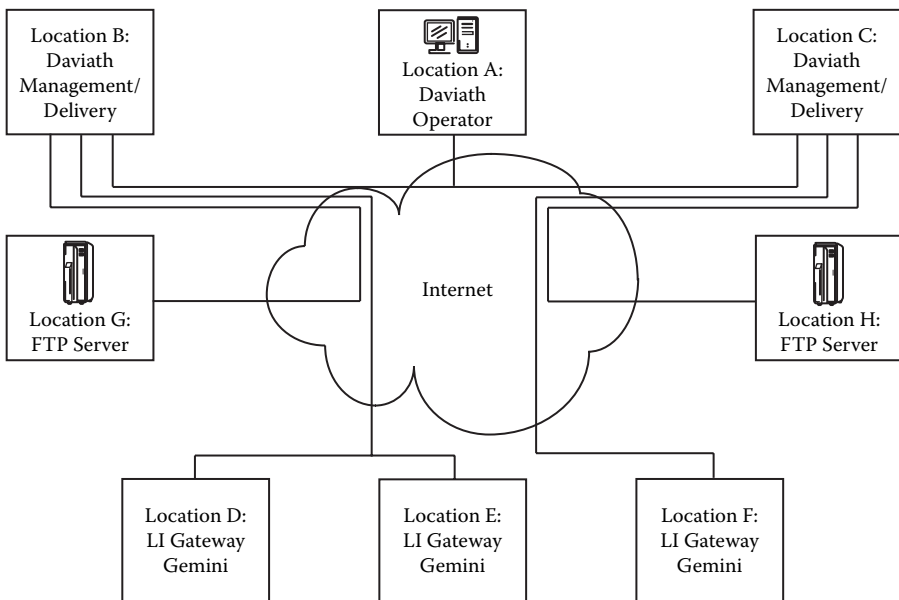 Location B:
Daviath
Management/
Delivery
Location A:
Daviath
Operator
Location C:
Daviath
Management/
Delivery
Location G:
FTP Server
Internet
Location H:
FTP Server
Location D:
LI Gateway
Gemini
Location E:
LI Gateway
Gemini
Location F:
LI Gateway
Gemini